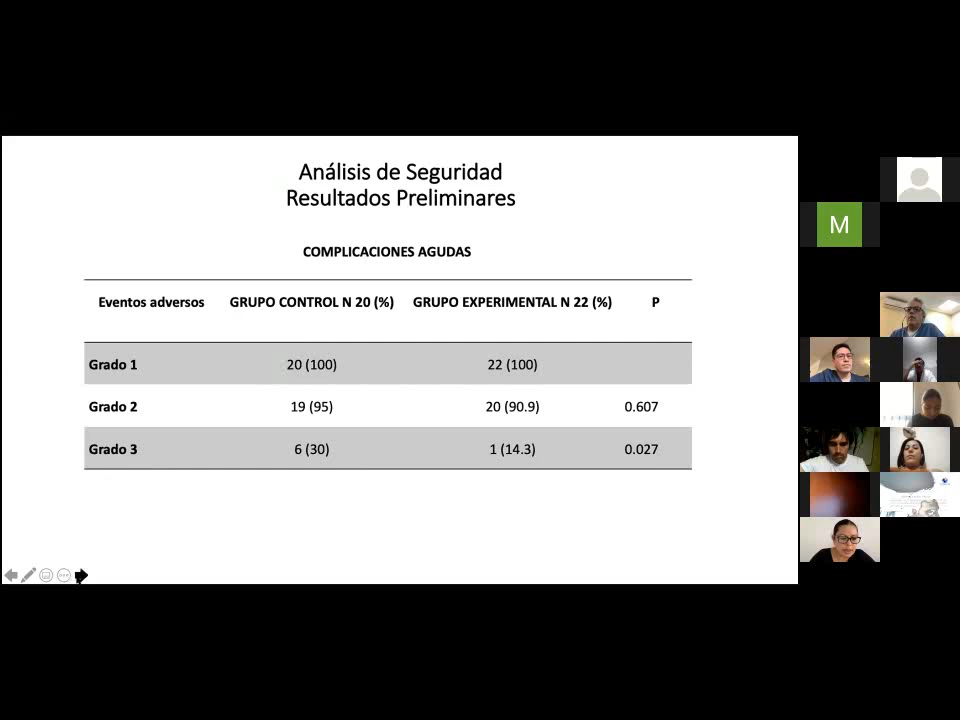 Análisis de Seguridad
Resultados Preliminares
COMPLICACIONES AGUDAS
Eventos adversos GRUPO CONTROL N 20 (%) GRUPO EXPERIMENTAL N 22 (%) P
Grado 1 20 (100) 22 (100)
Grado 2 19 (95) 20 (90.9) 0.607
Grado 3 6 (30) 1 (14.3) 0.027
M